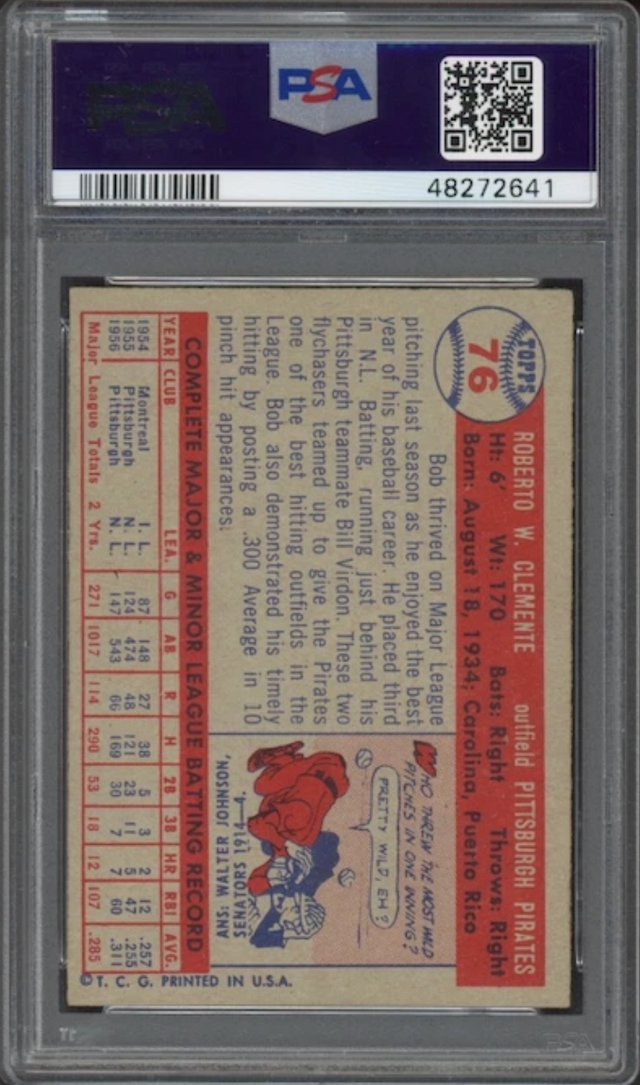 PSA
48272641
TOPPS
76
ROBERTO W. CLEMENTE outfield PITTSBURGH PIRATES
Ht: 6' Wt: 170 Bats: Right Throws: Right
Born: August 18, 1934; Carolina, Puerto Rico
Bob thrived on Major League
pitching last season as he enjoyed the best
year of his baseball career. He placed third
in N.L. Batting, running just behind his
Pittsburgh teammate Bill Virdon. These two
flychasers teamed up to give the Pirates
one of the best hitting outfields in the
League. Bob also demonstrated his timely
hitting by posting a .300 Average in 10
pinch hit appearances.
WHO THREW THE MOST WILD
PITCHES IN ONE INNING?
PRETTY WILD, EH?
ANS: WALTER JOHNSON,
SENATORS 1914—4.
COMPLETE MAJOR & MINOR LEAGUE BATTING RECORD
YEAR CLUB LEA. G AB R H 2B 3B HR RBI AVG.
1954 Montreal I. L. 87 148 27 38 5 3 2 12 .257
1955 Pittsburgh N. L. 124 474 48 121 23 11 5 47 .255
1956 Pittsburgh N. L. 147 543 66 169 30 7 7 60 .311
Major League Totals 2 Yrs. 271 1017 114 290 53 18 12 107 .285
© T. C. G. PRINTED IN U.S.A.
PSA